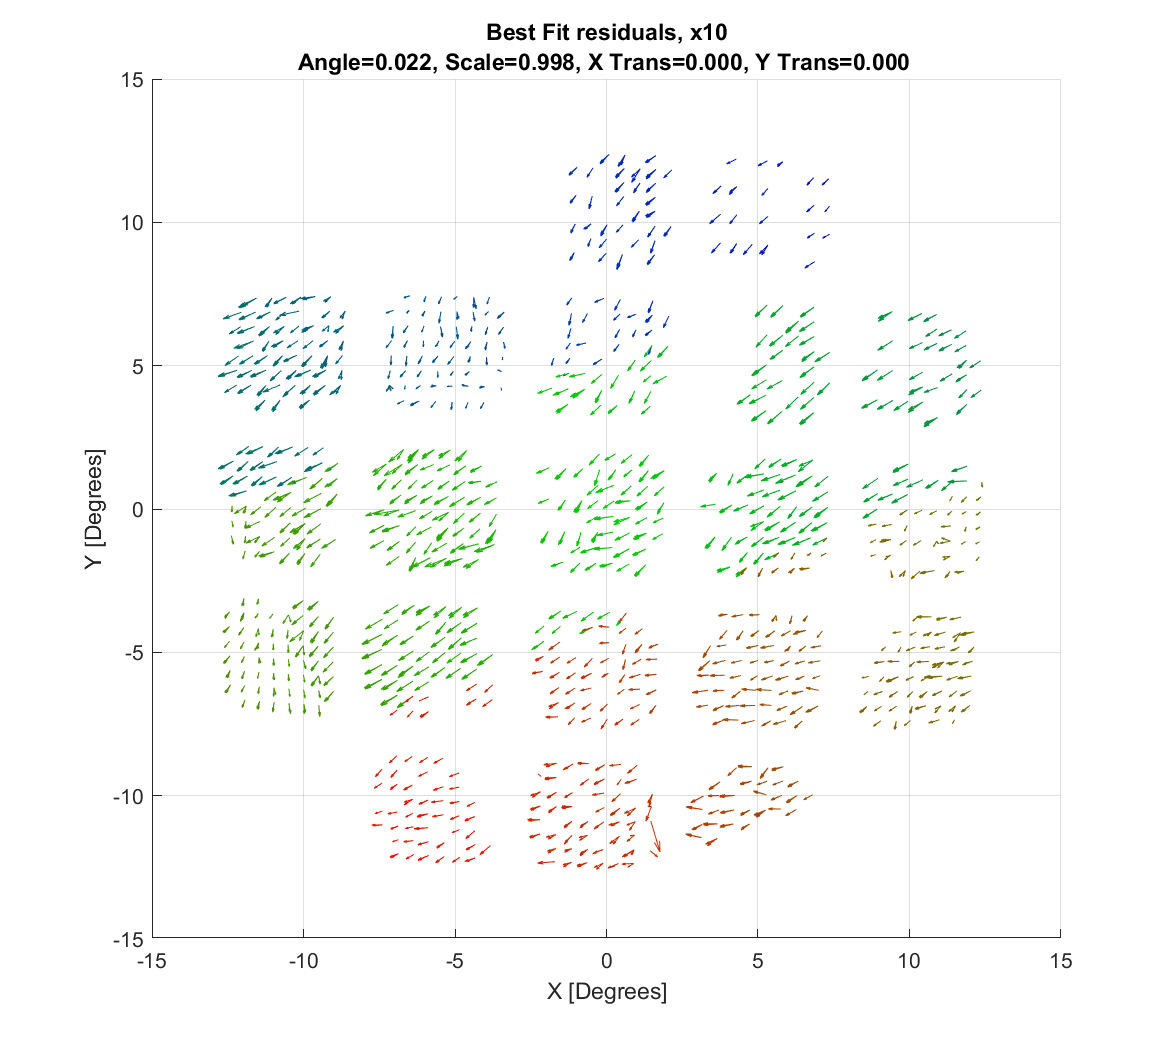 Best Fit residuals, x10
Angle=0.022, Scale=0.998, X Trans=0.000, Y Trans=0.000
15
10
5
0
-5
-10
-15
Y [Degrees]
-15 -10 -5 0 5 10 15
X [Degrees]